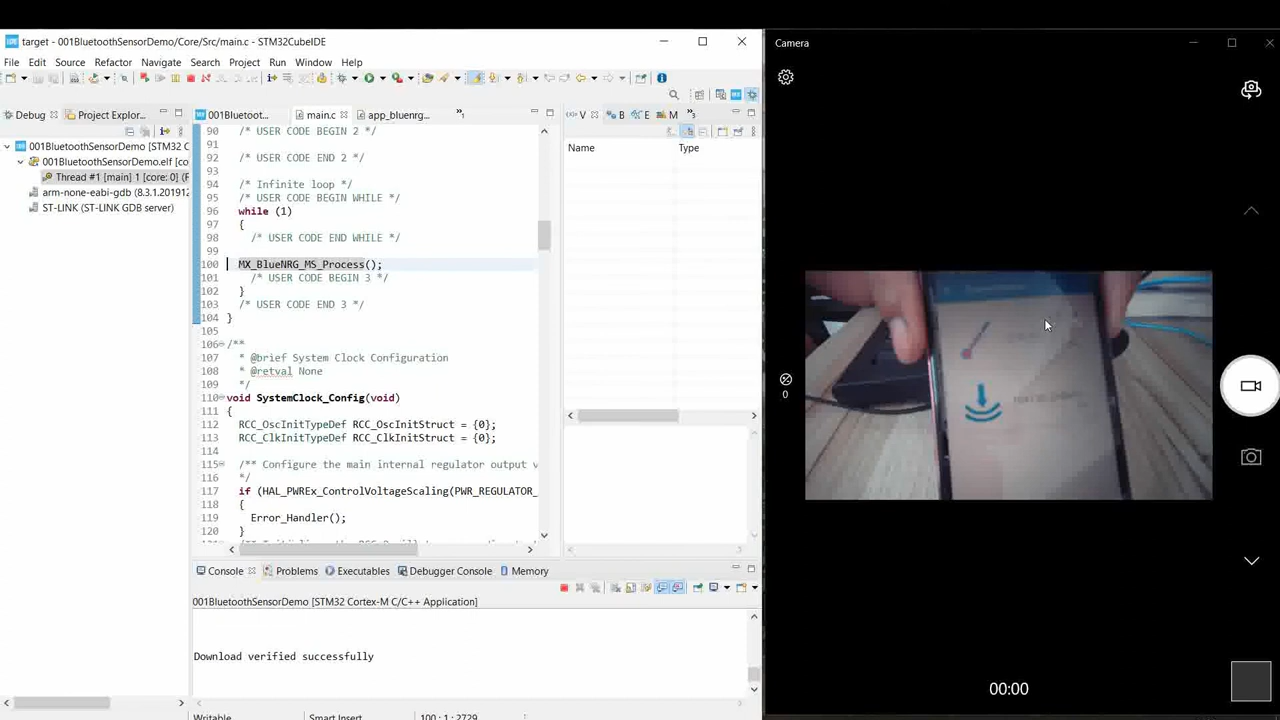 target - 001BluetoothSensorDemo/Core/Src/main.c - STM32CubeIDE
File Edit Source Refactor Navigate Search Project Run Window Help
Debug Project Explor...
001BluetoothSensorDemo [STM32 C
001BluetoothSensorDemo.elf [co
Thread #1 [main] 1 [core: 0] (R
arm-none-eabi-gdb (8.3.1.201912
ST-LINK (ST-LINK GDB server)
001Bluetoot... main.c app_bluenrg... 1
90 /* USER CODE BEGIN 2 */
91
92 /* USER CODE END 2 */
93
94 /* Infinite loop */
95 /* USER CODE BEGIN WHILE */
96 while (1)
97 {
98 /* USER CODE END WHILE */
99
100 MX_BlueNRG_MS_Process();
101 /* USER CODE BEGIN 3 */
102 }
103 /* USER CODE END 3 */
104 }
105
106 /**
107 * @brief System Clock Configuration
108 * @retval None
109 */
110 void SystemClock_Config(void)
111 {
112 RCC_OscInitTypeDef RCC_OscInitStruct = {0};
113 RCC_ClkInitTypeDef RCC_ClkInitStruct = {0};
114
115 /** Configure the main internal regulator output v
116 */
117 if (HAL_PWREx_ControlVoltageScaling(PWR_REGULATOR_
118 {
119 Error_Handler();
120 }
V B E M 3
Name Type
Console Problems Executables Debugger Console Memory
001BluetoothSensorDemo [STM32 Cortex-M C/C++ Application]
Download verified successfully
Writable Smart Insert 100 : 1 : 2729
Camera
0
00:00